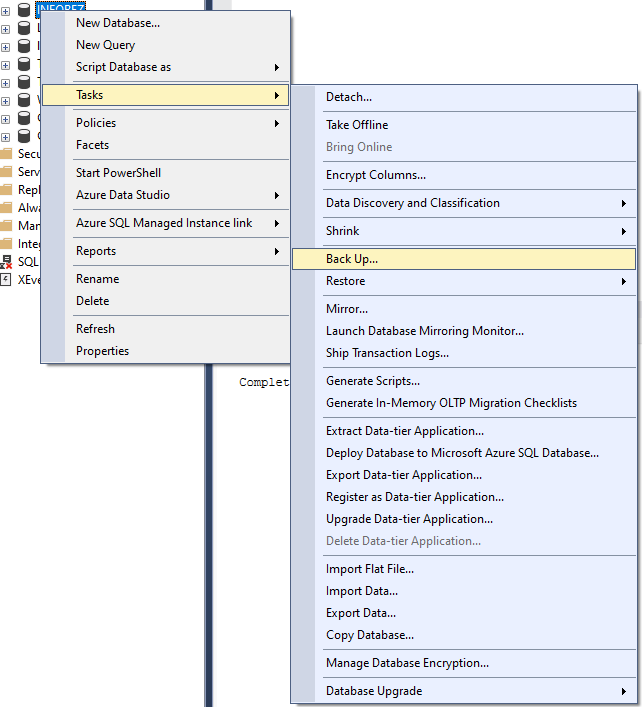 New Database...
New Query
Script Database as
Tasks
Policies
Facets
Start PowerShell
Azure Data Studio
Azure SQL Managed Instance link
Reports
Rename
Delete
Refresh
Properties
Detach...
Take Offline
Bring Online
Encrypt Columns...
Data Discovery and Classification
Shrink
Back Up...
Restore
Mirror...
Launch Database Mirroring Monitor...
Ship Transaction Logs...
Generate Scripts...
Generate In-Memory OLTP Migration Checklists
Extract Data-tier Application...
Deploy Database to Microsoft Azure SQL Database...
Export Data-tier Application...
Register as Data-tier Application...
Upgrade Data-tier Application...
Delete Data-tier Application...
Import Flat File...
Import Data...
Export Data...
Copy Database...
Manage Database Encryption...
Database Upgrade
Secu
Serv
Repl
Alwa
Man
Integ
SQL
XEve
Complet